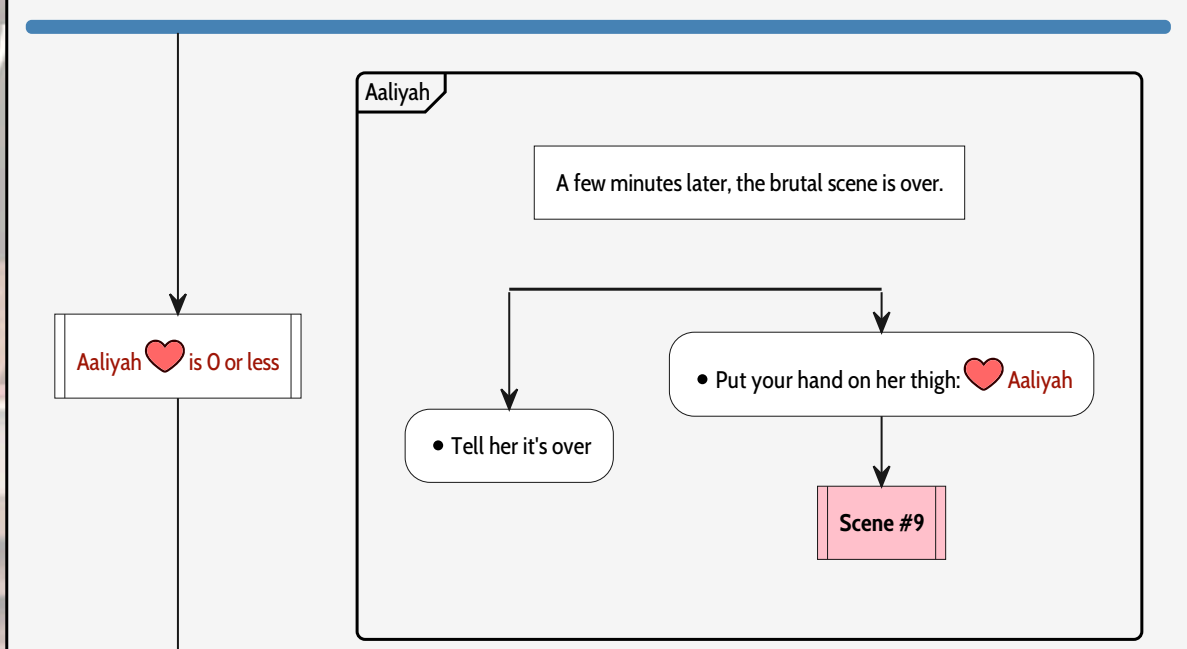 Aaliyah
A few minutes later, the brutal scene is over.
Aaliyah is 0 or less
• Put your hand on her thigh: Aaliyah
• Tell her it's over
Scene #9